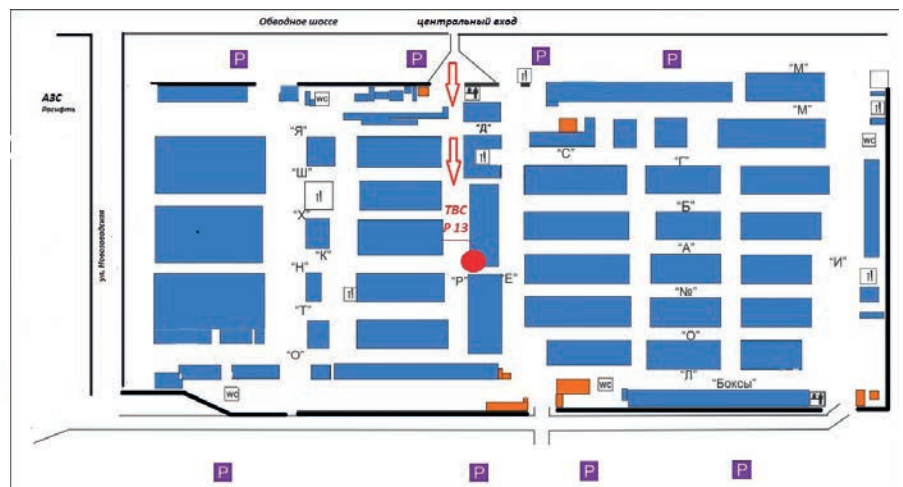 Обводное шоссе
центральный вход
P
P
P
P
АЗС
Роснефть
ул. Новозаводская
wc
"М"
"М"
wc
"Я"
"Д"
"С"
"Ш"
"Г"
"Х"
ТВС
Р 13
"Б"
"К"
"А"
"Н"
"Р"
"Е"
"И"
"№"
"Т"
"О"
"О"
"Л"
"Боксы"
wc
wc
P
P
P
P